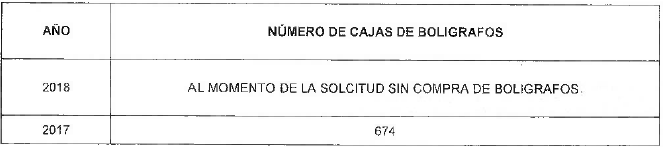 AÑO NÚMERO DE CAJAS DE BOLIGRAFOS
2018 AL MOMENTO DE LA SOLCITUD SIN COMPRA DE BOLIGRAFOS.
2017 674